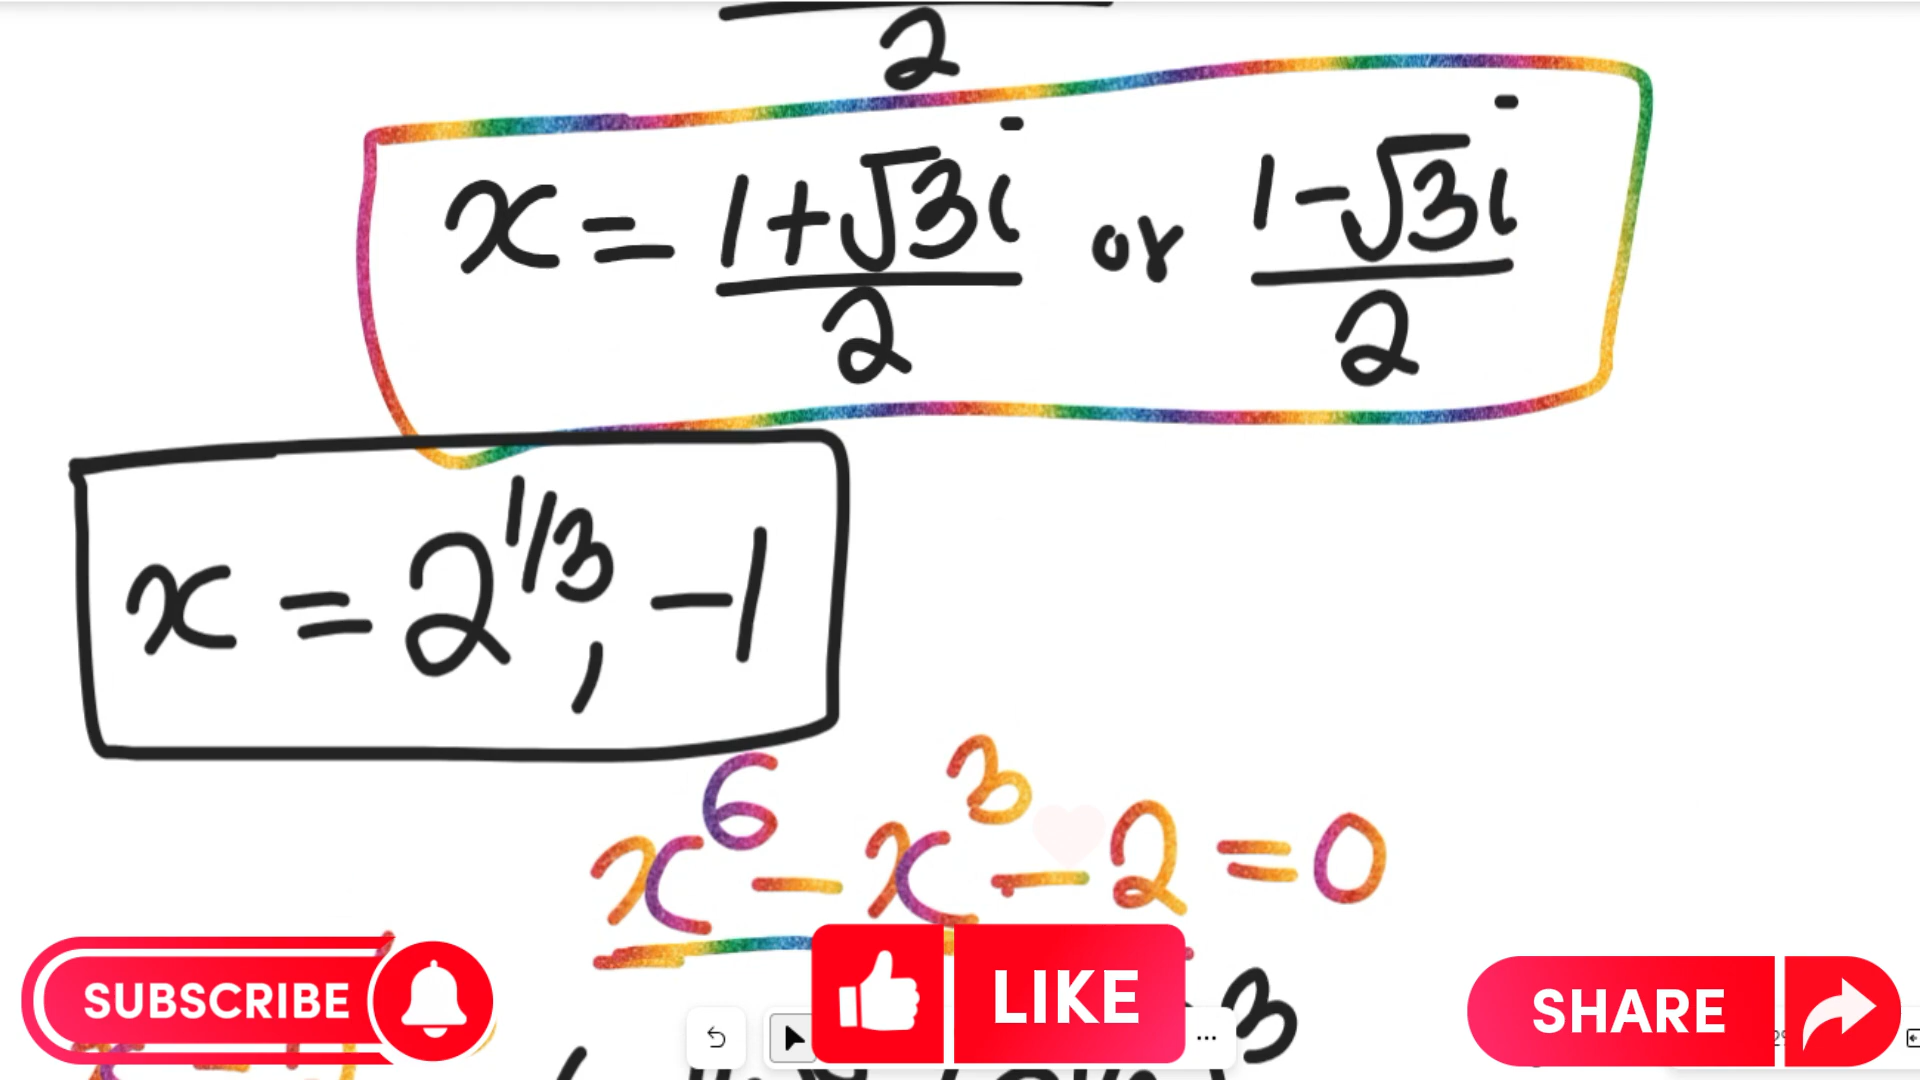 2
x = (1+√3i)/2 or (1-√3i)/2
x = 2^{1/3}, -1
x^6 - x^3 - 2 = 0
SUBSCRIBE
LIKE
SHARE
3